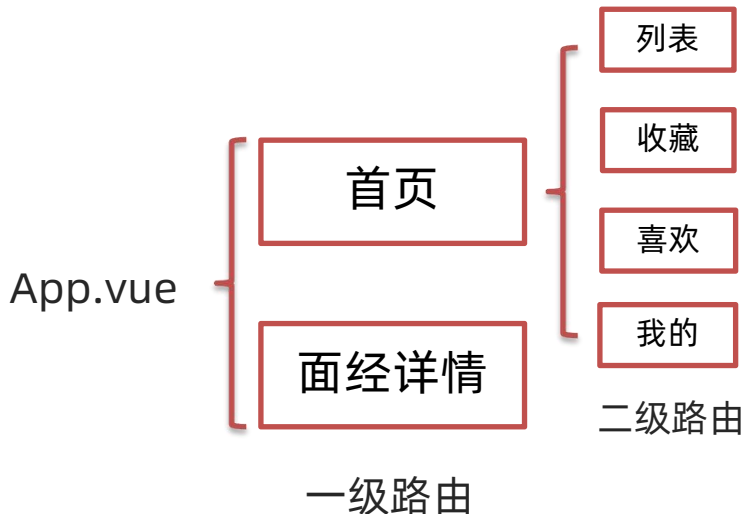 App.vue
首页
面经详情
一级路由
列表
收藏
喜欢
我的
二级路由